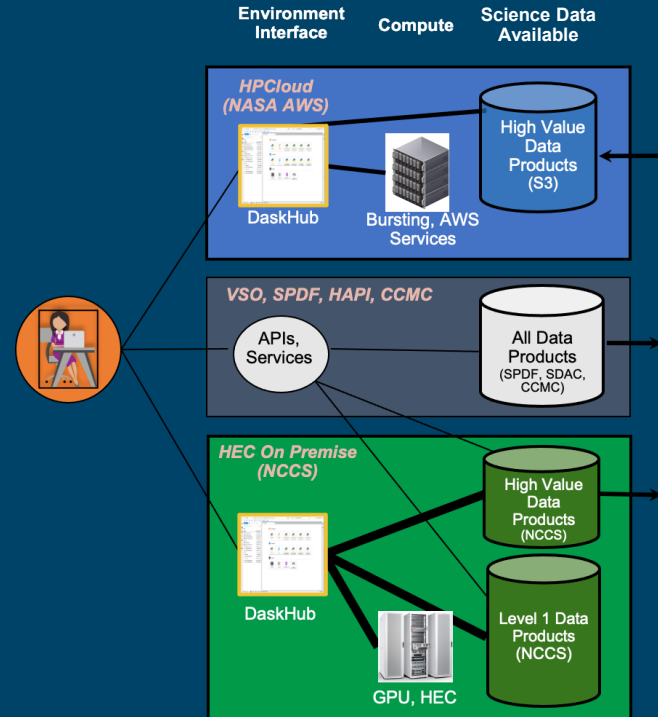 Environment
Interface
Compute
Science Data
Available
HPCloud
(NASA AWS)
DaskHub
Bursting, AWS
Services
High Value
Data
Products
(S3)
VSO, SPDF, HAPI, CCMC
APIs,
Services
All Data
Products
(SPDF, SDAC,
CCMC)
HEC On Premise
(NCCS)
DaskHub
GPU, HEC
High Value
Data
Products
(NCCS)
Level 1 Data
Products
(NCCS)